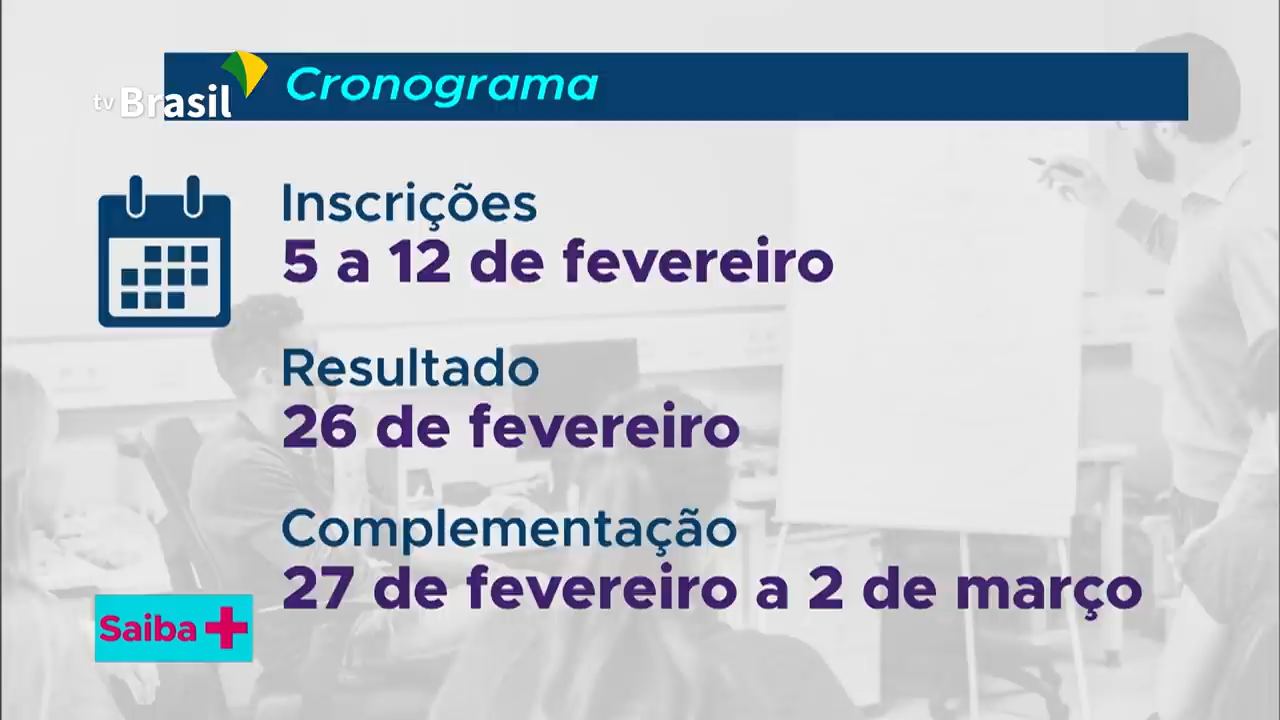 tv Brasil
Cronograma
Inscrições
5 a 12 de fevereiro
Resultado
26 de fevereiro
Complementação
27 de fevereiro a 2 de março
Saiba +